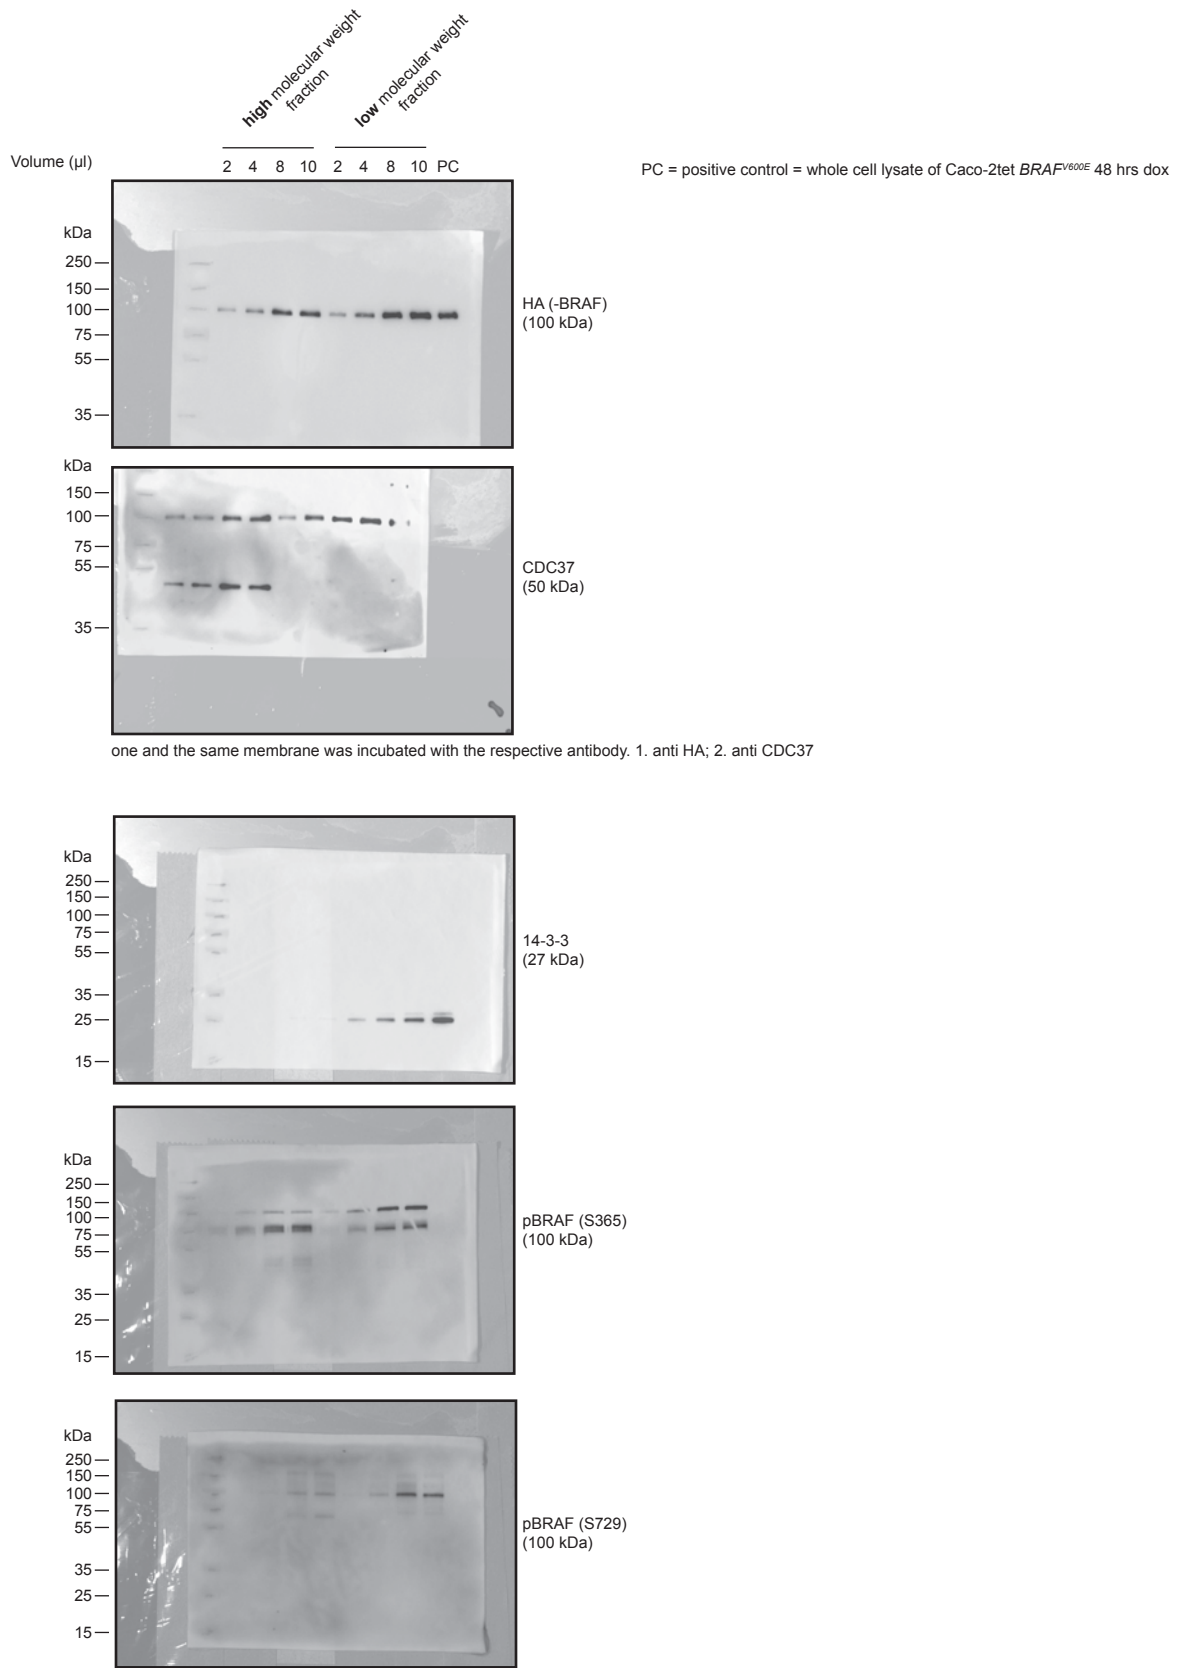 high molecular weight
fraction
low molecular weight
fraction
Volume (µl)
2 4 8 10 2 4 8 10 PC
PC = positive control = whole cell lysate of Caco-2tet BRAFV600E 48 hrs dox
kDa
250
150
100
75
55
35
HA (-BRAF)
(100 kDa)
kDa
150
100
75
55
35
CDC37
(50 kDa)
one and the same membrane was incubated with the respective antibody. 1. anti HA; 2. anti CDC37
kDa
250
150
100
75
55
35
25
15
14-3-3
(27 kDa)
kDa
250
150
100
75
55
35
25
15
pBRAF (S365)
(100 kDa)
kDa
250
150
100
75
55
35
25
15
pBRAF (S729)
(100 kDa)